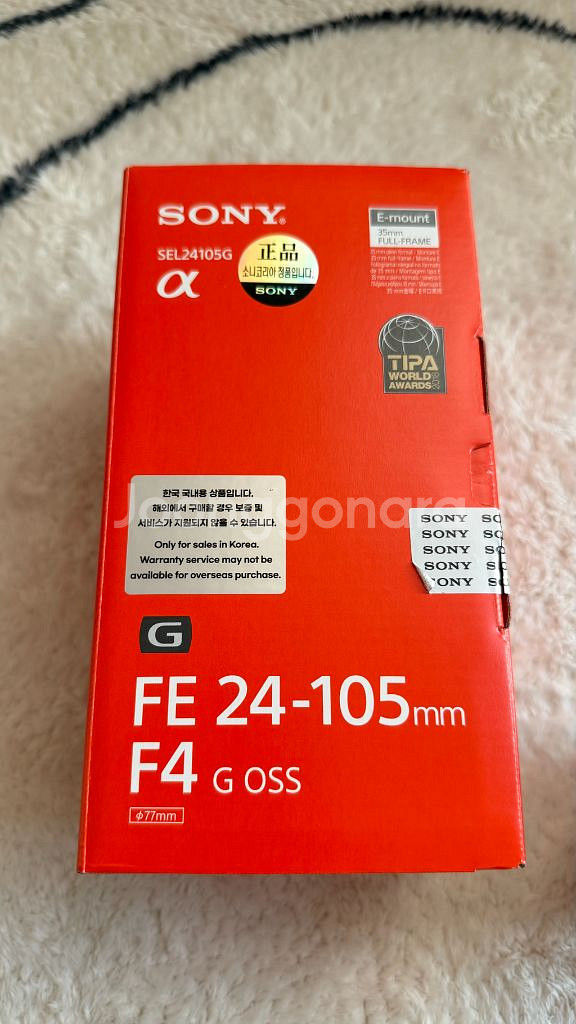 SONY®
SEL24105G
α
正品
소니코리아 정품입니다.
SONY
E-mount
35mm
FULL-FRAME
TIPA
WORLD
AWARDS
한국 국내용 상품입니다.
해외에서 구매할 경우 보증 및
서비스가 지원되지 않을 수 있습니다.
Only for sales in Korea.
Warranty service may not be
available for overseas purchase.
SONY SO
SONY SO
SONY
SONY
SONY
G
FE 24-105mm
F4 G OSS
φ77mm